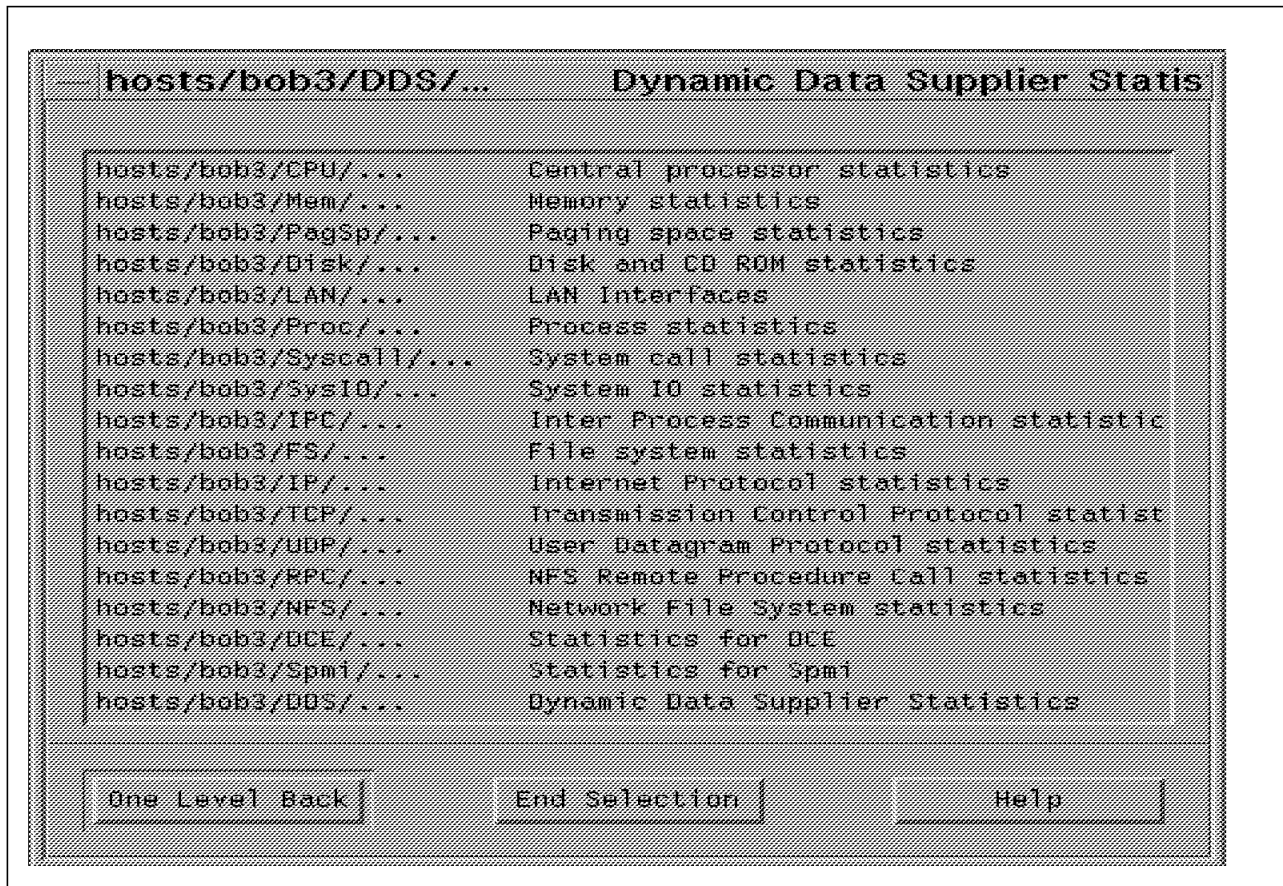 hosts/bob3/DDS/... Dynamic Data Supplier Statis
hosts/bob3/CPU/... Central processor statistics
hosts/bob3/Mem/... Memory statistics
hosts/bob3/PagSp/... Paging space statistics
hosts/bob3/Disk/... Disk and CD ROM statistics
hosts/bob3/LAN/... LAN Interfaces
hosts/bob3/Proc/... Process statistics
hosts/bob3/Syscall/... System call statistics
hosts/bob3/SysIO/... System IO statistics
hosts/bob3/IPC/... Inter Process Communication statistic
hosts/bob3/FS/... File system statistics
hosts/bob3/IP/... Internet Protocol statistics
hosts/bob3/TCP/... Transmission Control Protocol statist
hosts/bob3/UDP/... User Datagram Protocol statistics
hosts/bob3/RPC/... NFS Remote Procedure Call statistics
hosts/bob3/NFS/... Network File System statistics
hosts/bob3/DCE/... Statistics for DCE
hosts/bob3/Spmi/... Statistics for Spmi
hosts/bob3/DDS/... Dynamic Data Supplier Statistics
One Level Back End Selection Help